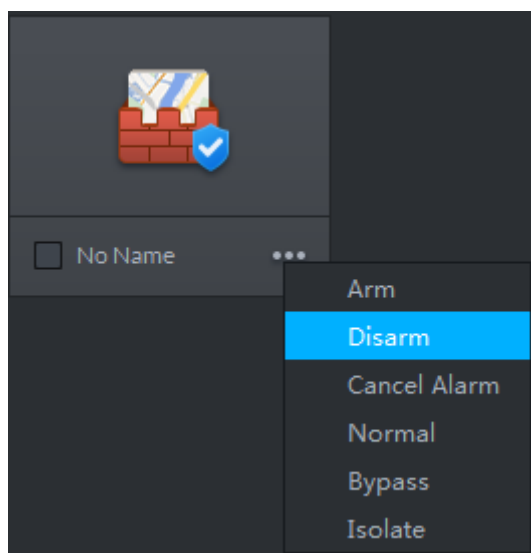 No Name
Arm
Disarm
Cancel Alarm
Normal
Bypass
Isolate